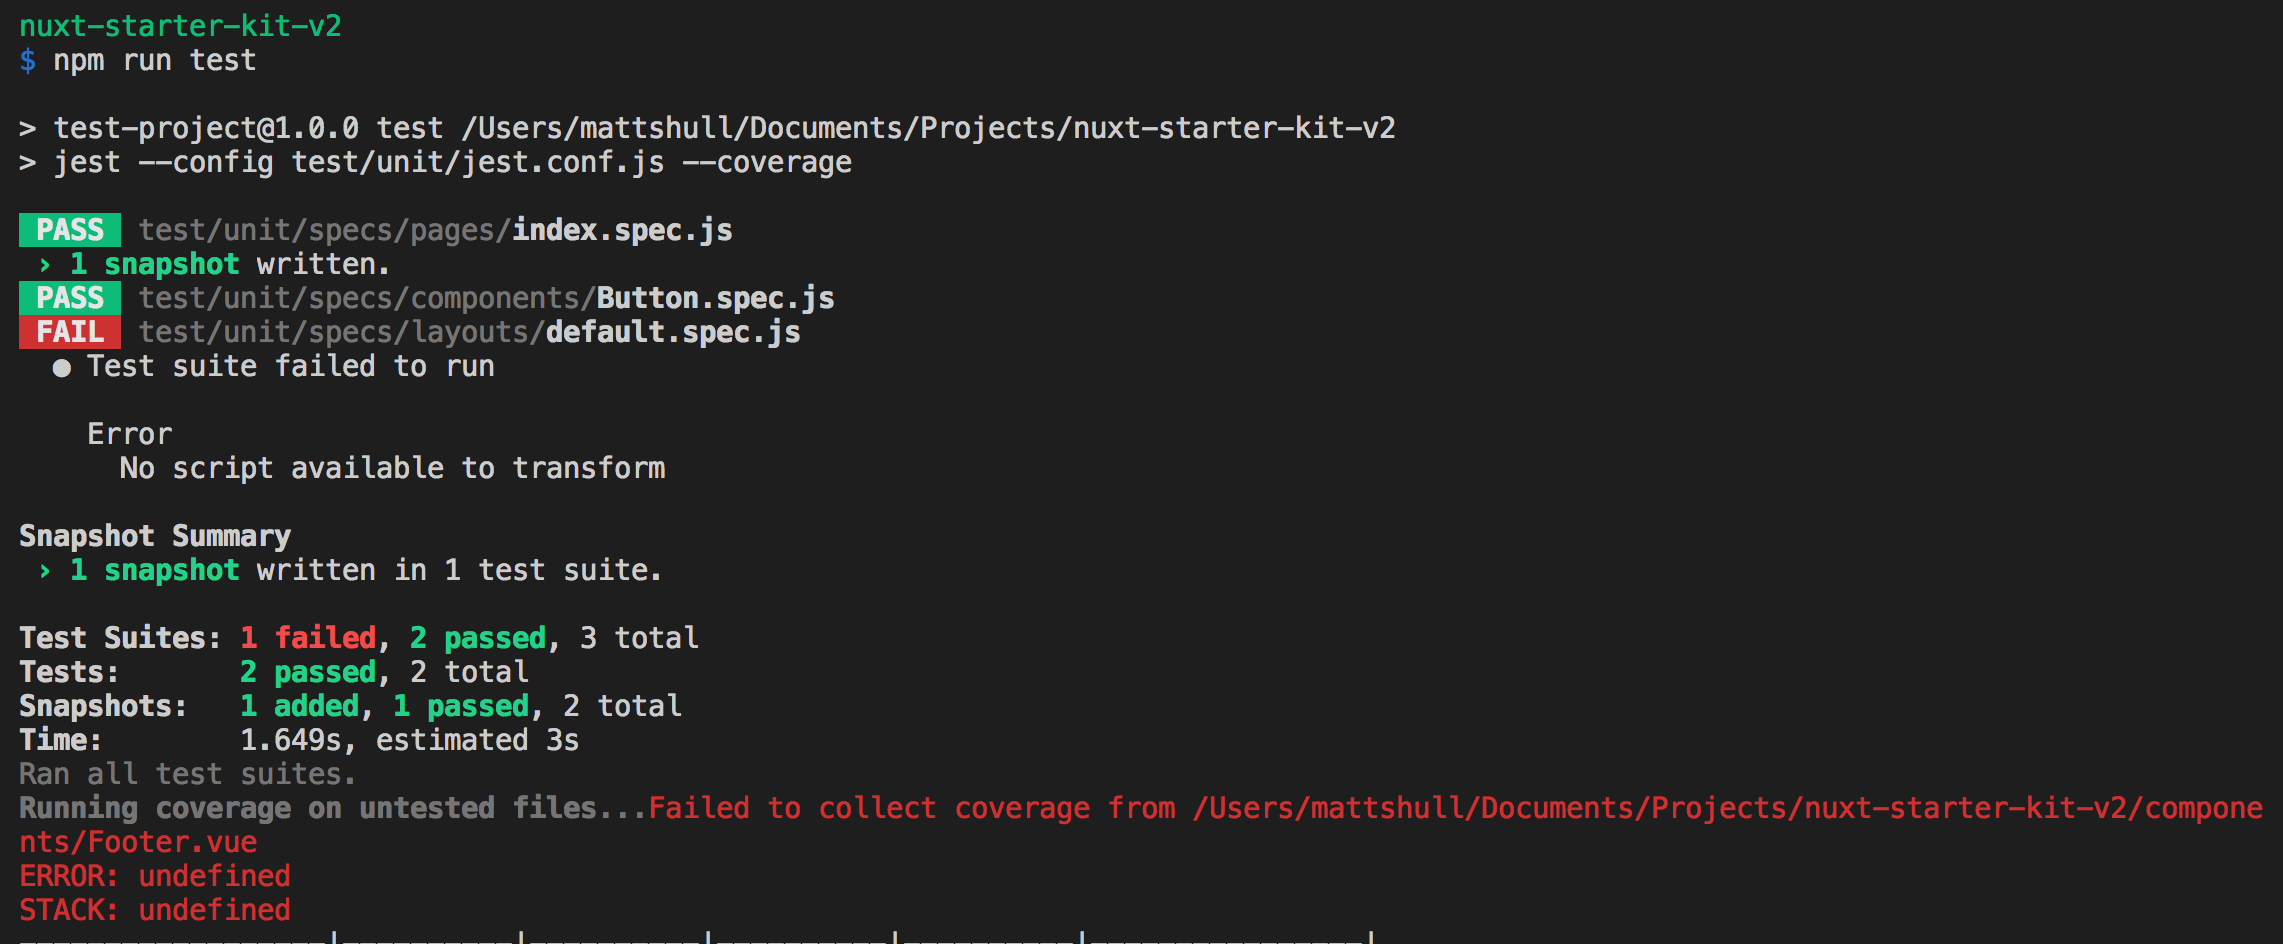 nuxt-starter-kit-v2
$ npm run test
> test-project@1.0.0 test /Users/mattshull/Documents/Projects/nuxt-starter-kit-v2
> jest --config test/unit/jest.conf.js --coverage
PASS test/unit/specs/pages/index.spec.js
› 1 snapshot written.
PASS test/unit/specs/components/Button.spec.js
FAIL test/unit/specs/layouts/default.spec.js
● Test suite failed to run
Error
No script available to transform
Snapshot Summary
› 1 snapshot written in 1 test suite.
Test Suites: 1 failed, 2 passed, 3 total
Tests: 2 passed, 2 total
Snapshots: 1 added, 1 passed, 2 total
Time: 1.649s, estimated 3s
Ran all test suites.
Running coverage on untested files...Failed to collect coverage from /Users/mattshull/Documents/Projects/nuxt-starter-kit-v2/compone
nts/Footer.vue
ERROR: undefined
STACK: undefined
------------------|----------|----------|----------|----------|----------------|